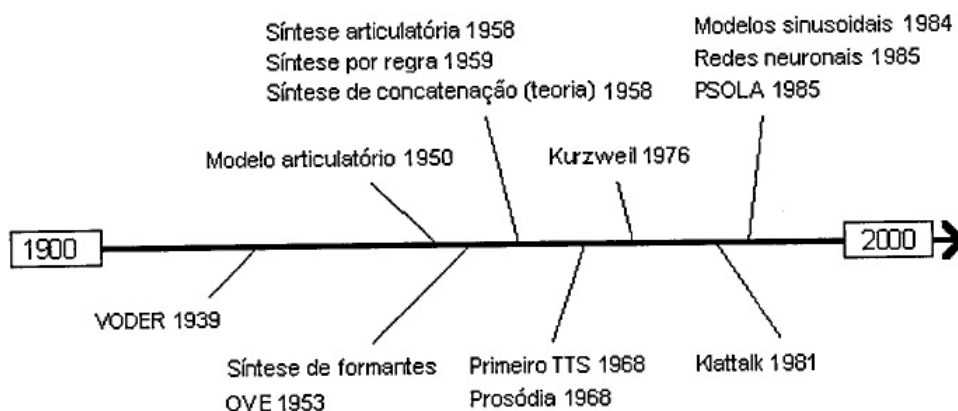 Síntese articulatória 1958
Síntese por regra 1959
Síntese de concatenação (teoria) 1958
Modelos sinusoidais 1984
Redes neuronais 1985
PSOLA 1985
Modelo articulatório 1950
Kurzweil 1976
1900
2000
VODER 1939
Síntese de formantes
OVE 1953
Primeiro TTS 1968
Prosódia 1968
Klattalk 1981